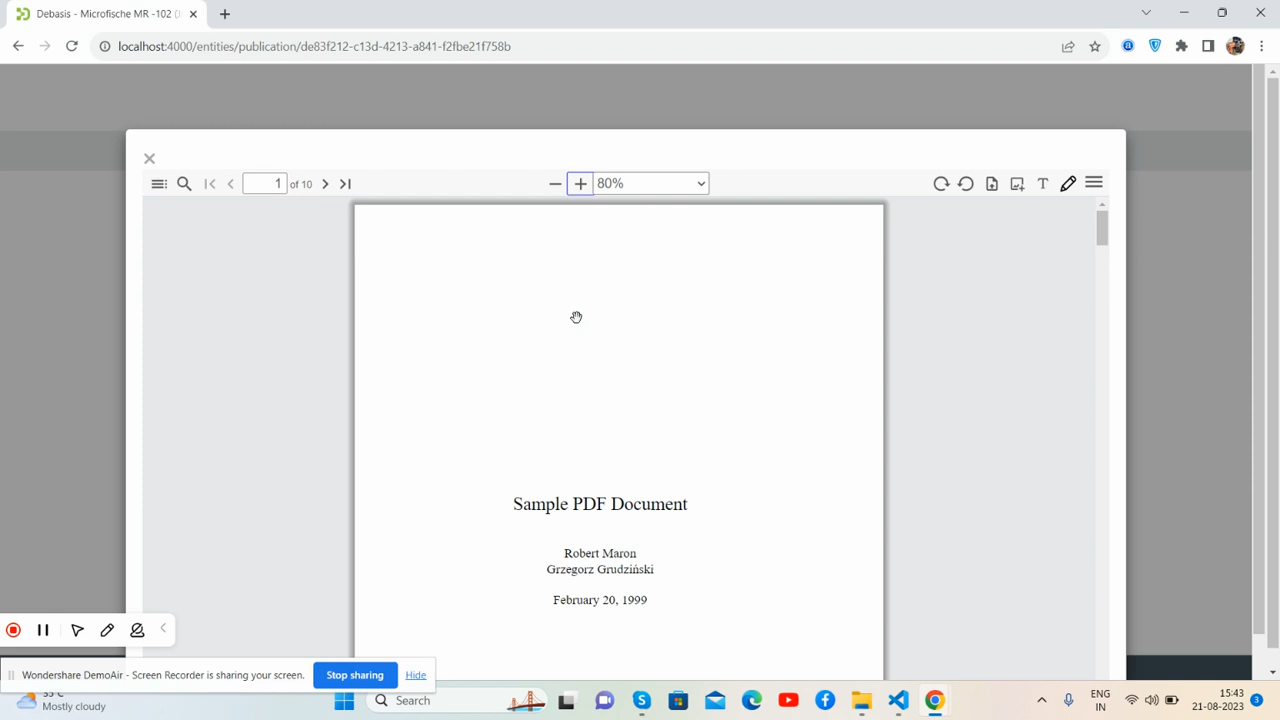 Debasis - Microfische MR -102 (J
localhost:4000/entities/publication/de83f212-c13d-4213-a841-f2fbe21f758b
1 of 10
80%
T
Sample PDF Document
Robert Maron
Grzegorz Grudziński
February 20, 1999
Wondershare DemoAir - Screen Recorder is sharing your screen.
Stop sharing
Hide
Mostly cloudy
Search
ENG
IN
15:43
21-08-2023
3